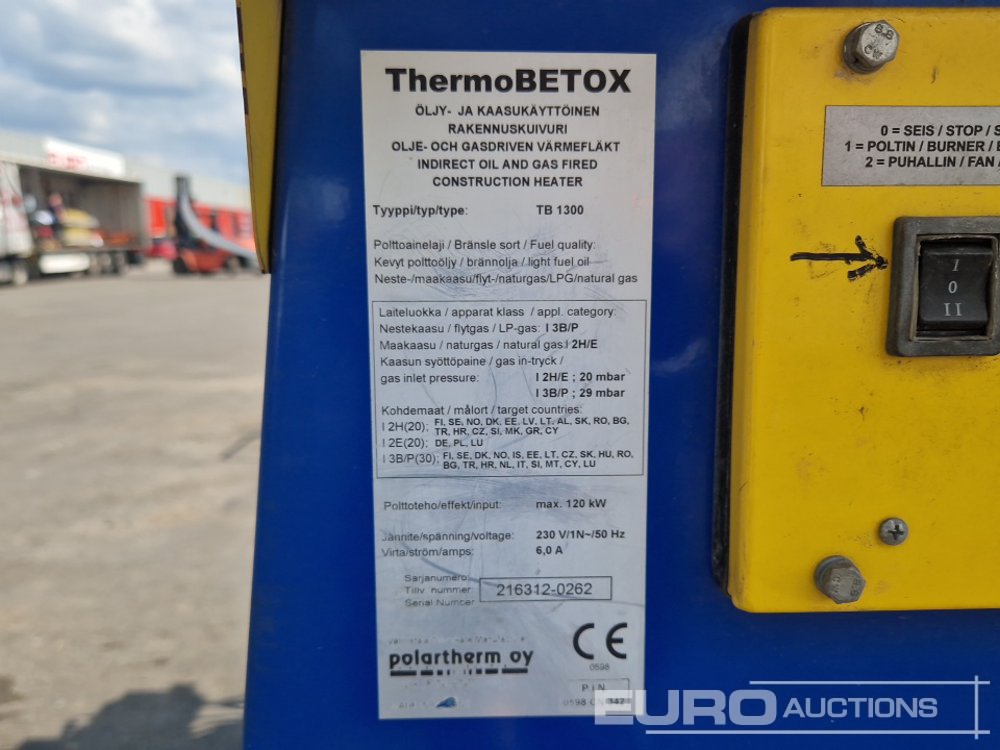 ThermoBETOX
ÖLJY- JA KAASUKÄYTTÖINEN
RAKENNUSKUIVURI
OLJE- OCH GASDRIVEN VÄRMEFLÄKT
INDIRECT OIL AND GAS FIRED
CONSTRUCTION HEATER
Tyyppi/typ/type: TB 1300
Polttoainelaji / Bränsle sort / Fuel quality:
Kevyt polttoöljy / brännolja / light fuel oil
Neste-/maakaasu/flyt-/naturgas/LPG/natural gas
Laiteluokka / apparat klass / appl. category:
Nestekaasu / flytgas / LP-gas: I 3B/P
Maakaasu / naturgas / natural gas: I 2H/E
Kaasun syöttöpaine / gas in-tryck /
gas inlet pressure: I 2H/E ; 20 mbar
I 3B/P ; 29 mbar
Kohdemaat / målort / target countries:
I 2H(20): FI, SE, NO, DK, EE, LV, LT, AL, SK, RO, BG,
TR, HR, CZ, SI, MK, GR, CY
I 2E(20): DE, PL, LU
I 3B/P(30): FI, SE, DK, NO, IS, EE, LT, CZ, SK, HU, RO,
BG, TR, HR, NL, IT, SI, MT, CY, LU
Polttoteho/effekt/input: max. 120 kW
Jännite/spänning/voltage: 230 V/1N~/50 Hz
Virta/ström/amps: 6,0 A
Sarjanumero:
Tillv. nummer: 216312-0262
Serial Number
polartherm oy
CE
0598
P I N
0 = SEIS / STOP /
1 = POLTIN / BURNER /
2 = PUHALLIN / FAN
I
0
II
EURO AUCTIONS